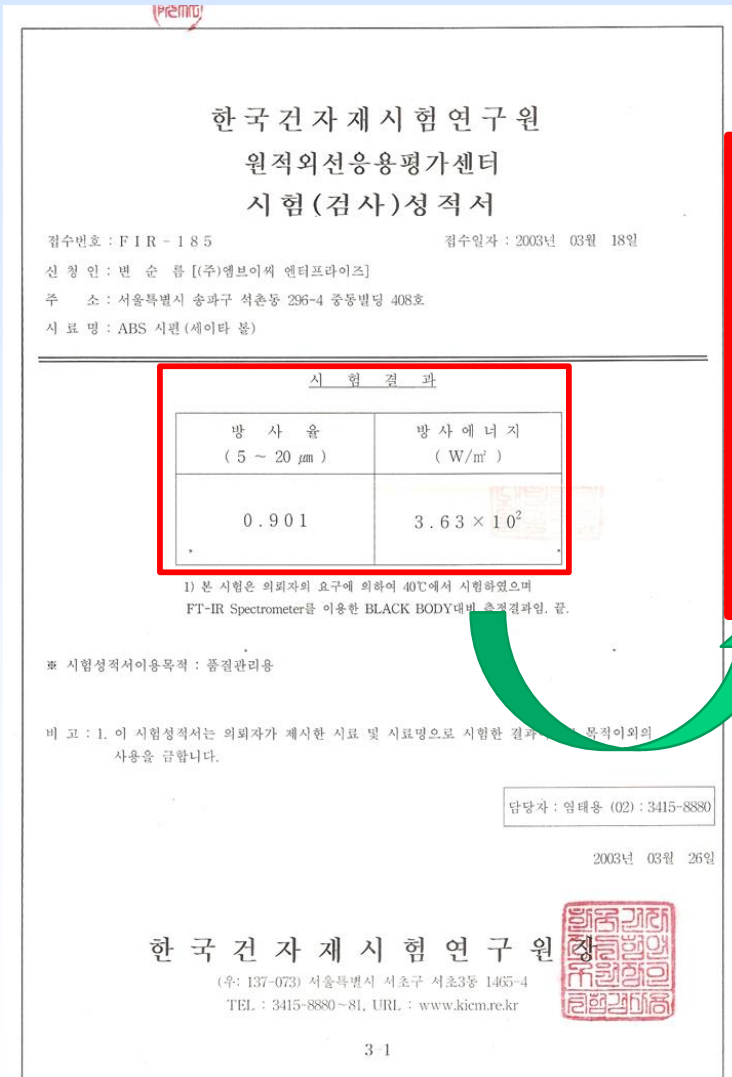 한국건자재시험연구원
원적외선응용평가센터
시험(검사)성적서
접수번호 : FIR-185 접수일자 : 2003년 03월 18일
신 청 인 : 변 순 름 [(주)엠브이씨 엔터프라이즈]
주 소 : 서울특별시 송파구 석촌동 296-4 중동빌딩 408호
시 료 명 : ABS 시편(세이타 볼)
시 험 결 과
방 사 율 방 사 에 너 지
( 5 ~ 20 ㎛ ) ( W/㎡ )
0.901 3.63×10²
1) 본 시험은 의뢰자의 요구에 의하여 40℃에서 시험하였으며
FT-IR Spectrometer를 이용한 BLACK BODY대비 측정결과임. 끝.
※ 시험성적서이용목적 : 품질관리용
비 고 : 1. 이 시험성적서는 의뢰자가 제시한 시료 및 시료명으로 시험한 목적이외의
사용을 금합니다.
담당자 : 염태용 (02) : 3415-8880
2003년 03월 26일
한 국 건 자 재 시 험 연 구 원 장
(우: 137-073) 서울특별시 서초구 서초3동 1465-4
TEL : 3415-8880~81, URL : www.kicm.re.kr
3-1